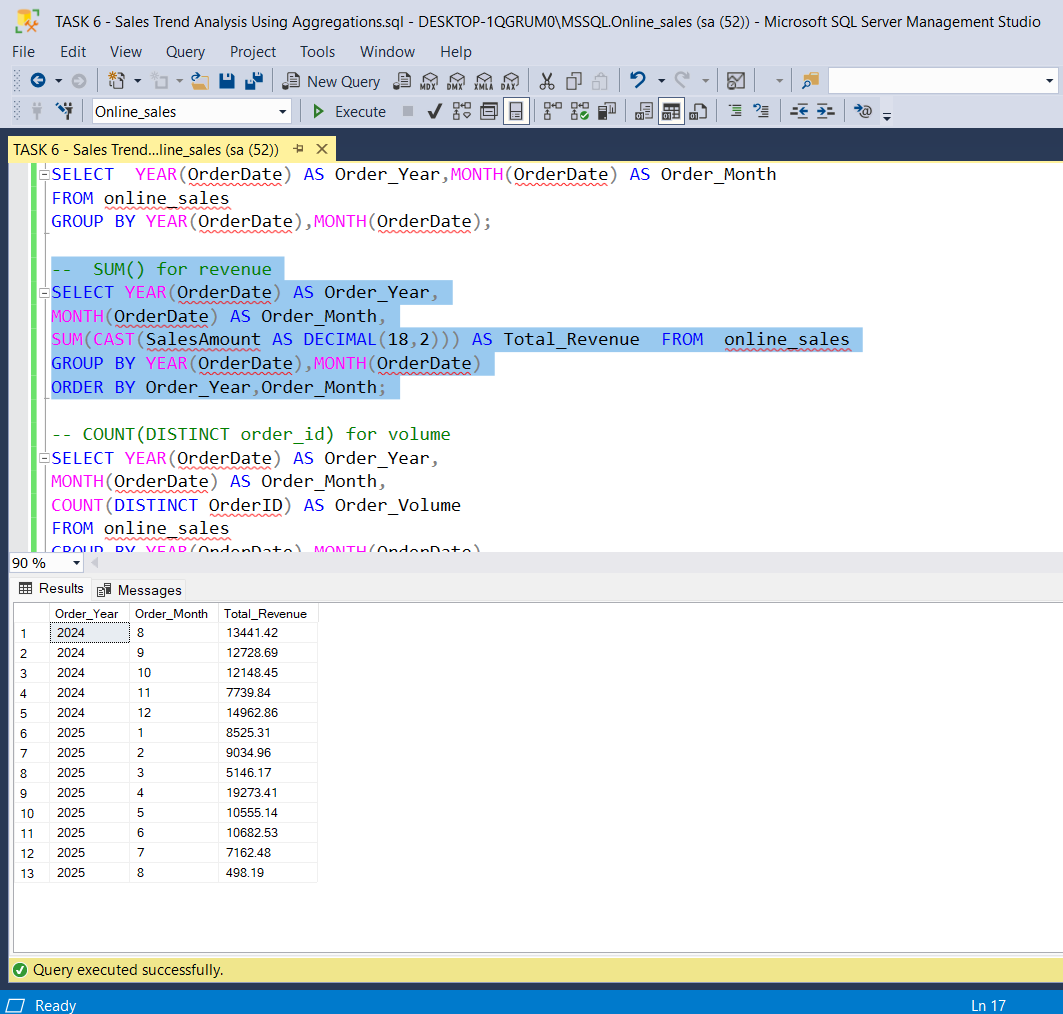 TASK 6 - Sales Trend Analysis Using Aggregations.sql - DESKTOP-1QGRUM0\MSSQL.Online_sales (sa (52)) - Microsoft SQL Server Management Studio
File Edit View Query Project Tools Window Help
New Query MDX DMX XMLA DAX
Online_sales Execute
TASK 6 - Sales Trend...line_sales (sa (52))
SELECT  YEAR(OrderDate) AS Order_Year,MONTH(OrderDate) AS Order_Month
FROM online_sales
GROUP BY YEAR(OrderDate),MONTH(OrderDate);
--  SUM() for revenue
SELECT YEAR(OrderDate) AS Order_Year,
MONTH(OrderDate) AS Order_Month,
SUM(CAST(SalesAmount AS DECIMAL(18,2))) AS Total_Revenue  FROM  online_sales
GROUP BY YEAR(OrderDate),MONTH(OrderDate)
ORDER BY Order_Year,Order_Month;
-- COUNT(DISTINCT order_id) for volume
SELECT YEAR(OrderDate) AS Order_Year,
MONTH(OrderDate) AS Order_Month,
COUNT(DISTINCT OrderID) AS Order_Volume
FROM online_sales
GROUP BY YEAR(OrderDate),MONTH(OrderDate)
90 %
Results Messages
Order_Year Order_Month Total_Revenue
1 2024 8 13441.42
2 2024 9 12728.69
3 2024 10 12148.45
4 2024 11 7739.84
5 2024 12 14962.86
6 2025 1 8525.31
7 2025 2 9034.96
8 2025 3 5146.17
9 2025 4 19273.41
10 2025 5 10555.14
11 2025 6 10682.53
12 2025 7 7162.48
13 2025 8 498.19
Query executed successfully.
Ready Ln 17